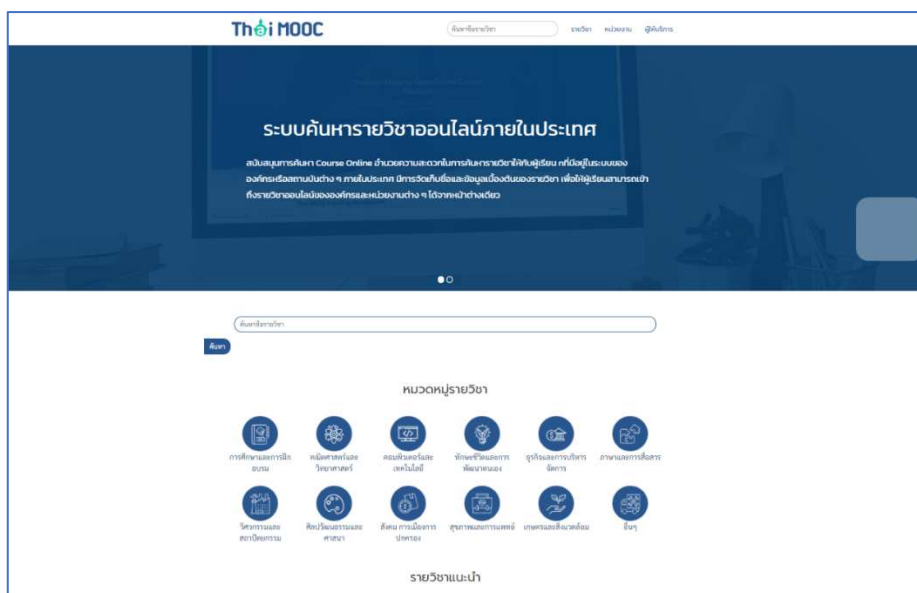 Thai MOOC
ค้นหาชื่อรายวิชา
รายวิชา หน่วยงาน ผู้ให้บริการ
ระบบค้นหารายวิชาออนไลน์ภายในประเทศ
สนับสนุนการค้นหา Course Online อำนวยความสะดวกในการค้นหารายวิชาให้กับผู้เรียน ทที่มีอยู่ในระบบของ
องค์กรหรือสถาบันต่าง ๆ ภายในประเทศ มีการจัดเก็บชื่อและข้อมูลเบื้องต้นของรายวิชา เพื่อให้ผู้เรียนสามารถเข้า
ถึงรายวิชาออนไลน์ขององค์กรและหน่วยงานต่าง ๆ ได้จากหน้าต่างเดียว
ค้นหาชื่อรายวิชา
ค้นหา
หมวดหมู่รายวิชา
การศึกษาและการฝึก
อบรม
คณิตศาสตร์และ
วิทยาศาสตร์
คอมพิวเตอร์และ
เทคโนโลยี
ทักษะชีวิตและการ
พัฒนาตนเอง
ธุรกิจและการบริหาร
จัดการ
ภาษาและการสื่อสาร
วิศวกรรมและ
สถาปัตยกรรม
ศิลปวัฒนธรรมและ
ศาสนา
สังคม การเมืองการ
ปกครอง
สุขภาพและการแพทย์
เกษตรและสิ่งแวดล้อม
อื่นๆ
รายวิชาแนะนำ